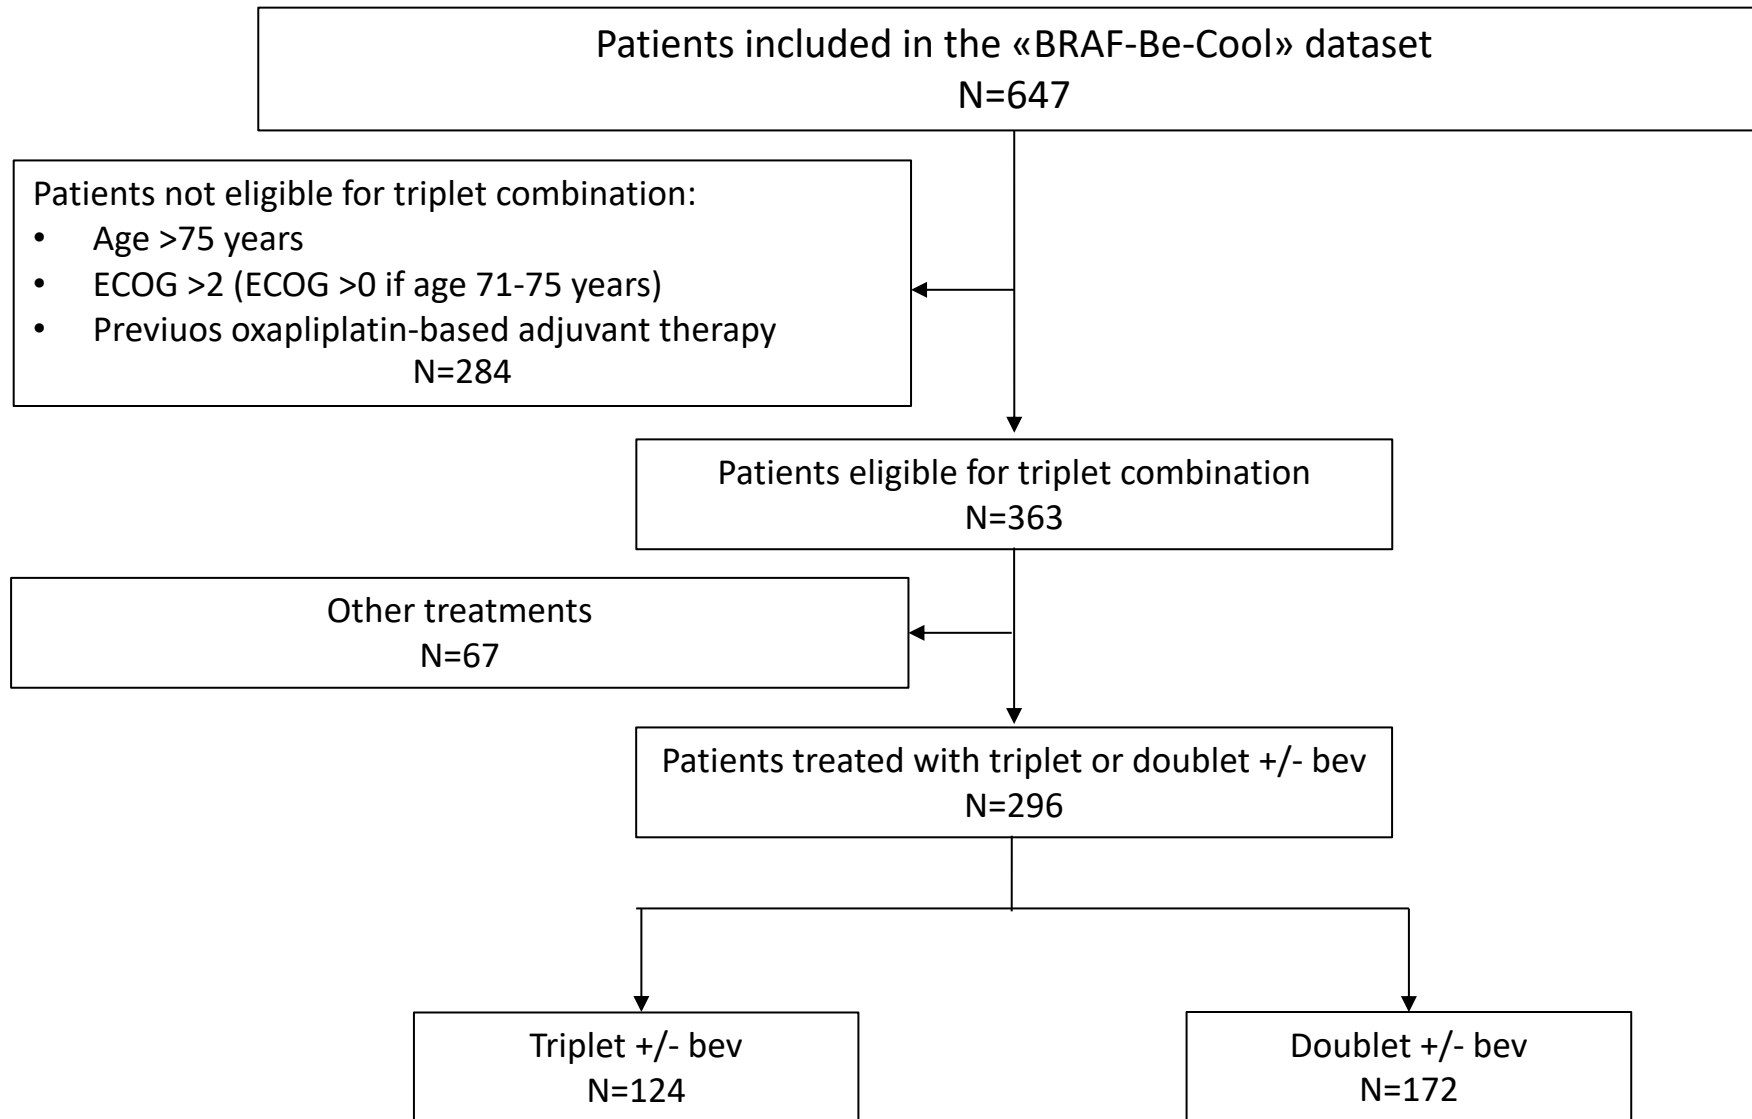 Patients included in the «BRAF-Be-Cool» dataset
N=647
Patients not eligible for triplet combination:
• Age >75 years
• ECOG >2 (ECOG >0 if age 71-75 years)
• Previuos oxapliplatin-based adjuvant therapy
N=284
Patients eligible for triplet combination
N=363
Other treatments
N=67
Patients treated with triplet or doublet +/- bev
N=296
Triplet +/- bev
N=124
Doublet +/- bev
N=172